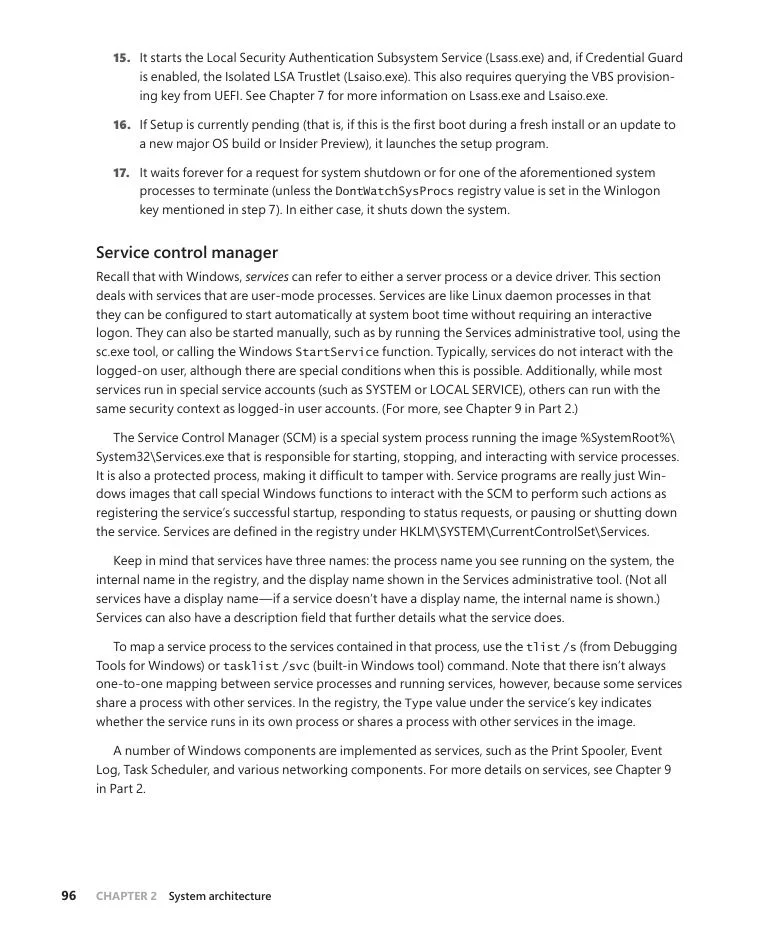 15. It starts the Local Security Authentication Subsystem Service (Lsass.exe) and, if Credential Guard
is enabled, the Isolated LSA Trustlet (Lsaiso.exe). This also requires querying the VBS provision-
ing key from UEFI. See Chapter 7 for more information on Lsass.exe and Lsaiso.exe.
16. If Setup is currently pending (that is, if this is the first boot during a fresh install or an update to
a new major OS build or Insider Preview), it launches the setup program.
17. It waits forever for a request for system shutdown or for one of the aforementioned system
processes to terminate (unless the DontWatchSysProcs registry value is set in the Winlogon
key mentioned in step 7). In either case, it shuts down the system.
Service control manager
Recall that with Windows, services can refer to either a server process or a device driver. This section
deals with services that are user-mode processes. Services are like Linux daemon processes in that
they can be configured to start automatically at system boot time without requiring an interactive
logon. They can also be started manually, such as by running the Services administrative tool, using the
sc.exe tool, or calling the Windows StartService function. Typically, services do not interact with the
logged-on user, although there are special conditions when this is possible. Additionally, while most
services run in special service accounts (such as SYSTEM or LOCAL SERVICE), others can run with the
same security context as logged-in user accounts. (For more, see Chapter 9 in Part 2.)
The Service Control Manager (SCM) is a special system process running the image %SystemRoot%\
System32\Services.exe that is responsible for starting, stopping, and interacting with service processes.
It is also a protected process, making it difficult to tamper with. Service programs are really just Win-
dows images that call special Windows functions to interact with the SCM to perform such actions as
registering the service's successful startup, responding to status requests, or pausing or shutting down
the service. Services are defined in the registry under HKLM\SYSTEM\CurrentControlSet\Services.
Keep in mind that services have three names: the process name you see running on the system, the
internal name in the registry, and the display name shown in the Services administrative tool. (Not all
services have a display name—if a service doesn't have a display name, the internal name is shown.)
Services can also have a description field that further details what the service does.
To map a service process to the services contained in that process, use the tlist /s (from Debugging
Tools for Windows) or tasklist /svc (built-in Windows tool) command. Note that there isn't always
one-to-one mapping between service processes and running services, however, because some services
share a process with other services. In the registry, the Type value under the service's key indicates
whether the service runs in its own process or shares a process with other services in the image.
A number of Windows components are implemented as services, such as the Print Spooler, Event
Log, Task Scheduler, and various networking components. For more details on services, see Chapter 9
in Part 2.
96 CHAPTER 2 System architecture